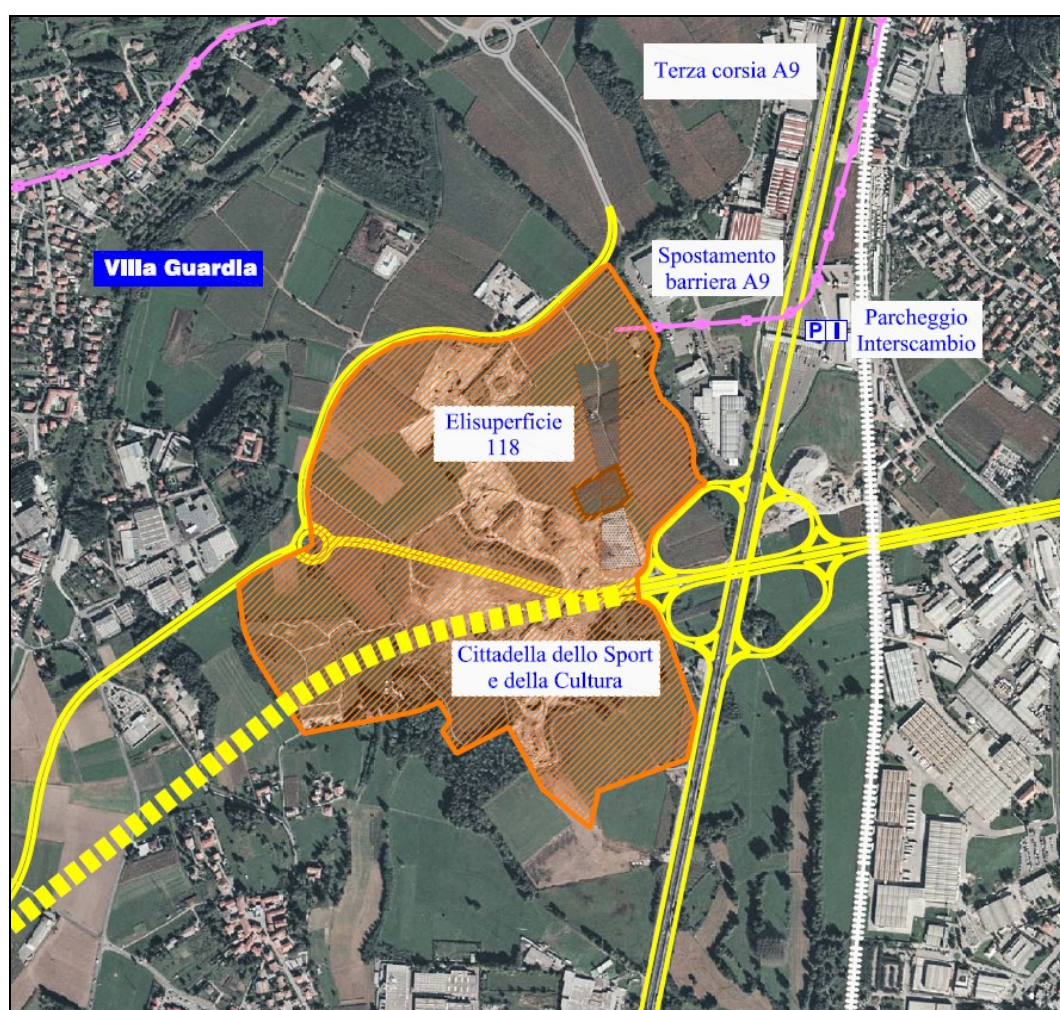 Terza corsia A9
Villa Guardia
Spostamento
barriera A9
P I
Parcheggio
Interscambio
Elisuperficie
118
Cittadella dello Sport
e della Cultura